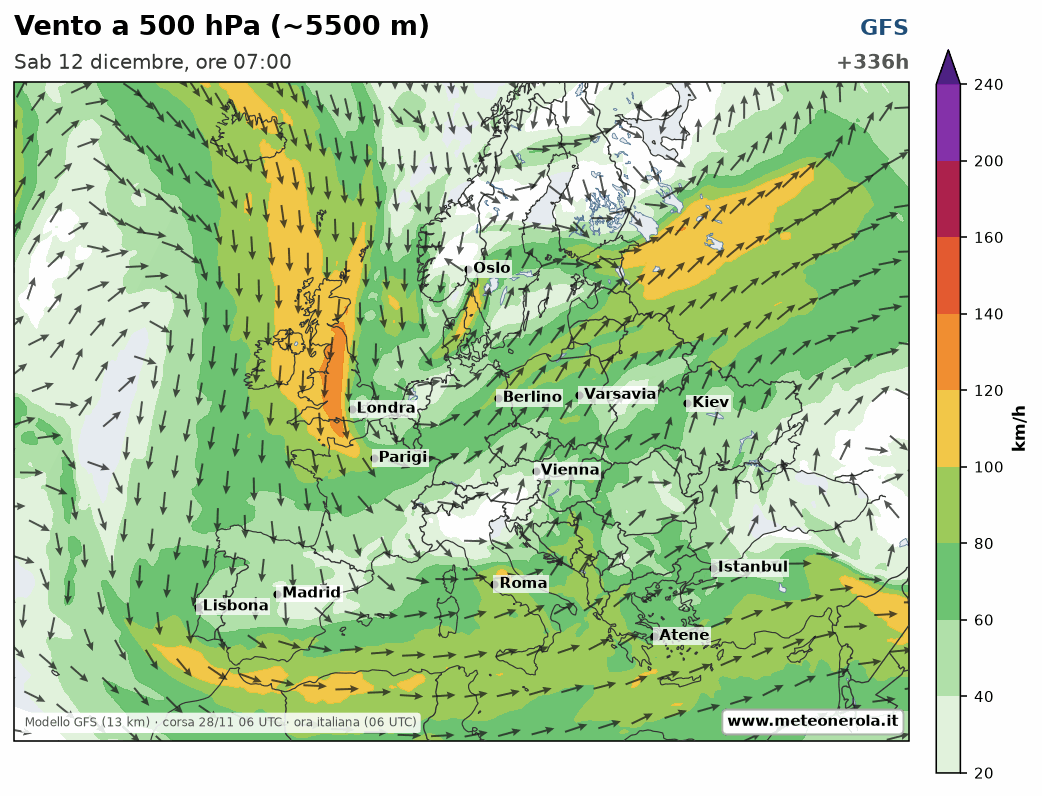 Vento a 500 hPa (~5500 m)
GFS
Sab 12 dicembre, ore 07:00
+336h
240
200
160
140
120
100
80
60
40
20
km/h
Oslo
Londra
Berlino
Varsavia
Kiev
Parigi
Vienna
Roma
Istanbul
Madrid
Lisbona
Atene
Modello GFS (13 km) · corsa 28/11 06 UTC · ora italiana (06 UTC)
www.meteonerola.it